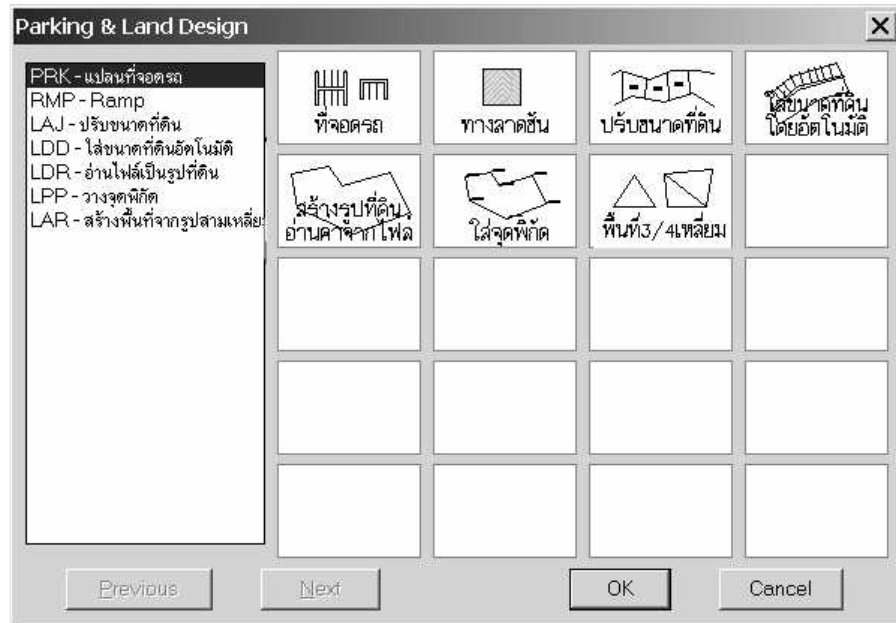 Parking & Land Design
PRK - แปลนที่จอดรถ
RMP - Ramp
LAJ - ปรับขนาดที่ดิน
LDD - ใส่ขนาดที่ดินอัตโนมัติ
LDR - อ่านไฟล์เป็นรูปที่ดิน
LPP - วางจุดพิกัด
LAR - สร้างพื้นที่จากรูปสามเหลี่ย
ที่จอดรถ
ทางลาดชัน
ปรับขนาดที่ดิน
ใส่ขนาดที่ดิน
โดยอัตโนมัติ
สร้างรูปที่ดิน
อ่านค่าจากไฟล์
ใส่จุดพิกัด
พื้นที่3/4เหลี่ยม
Previous
Next
OK
Cancel